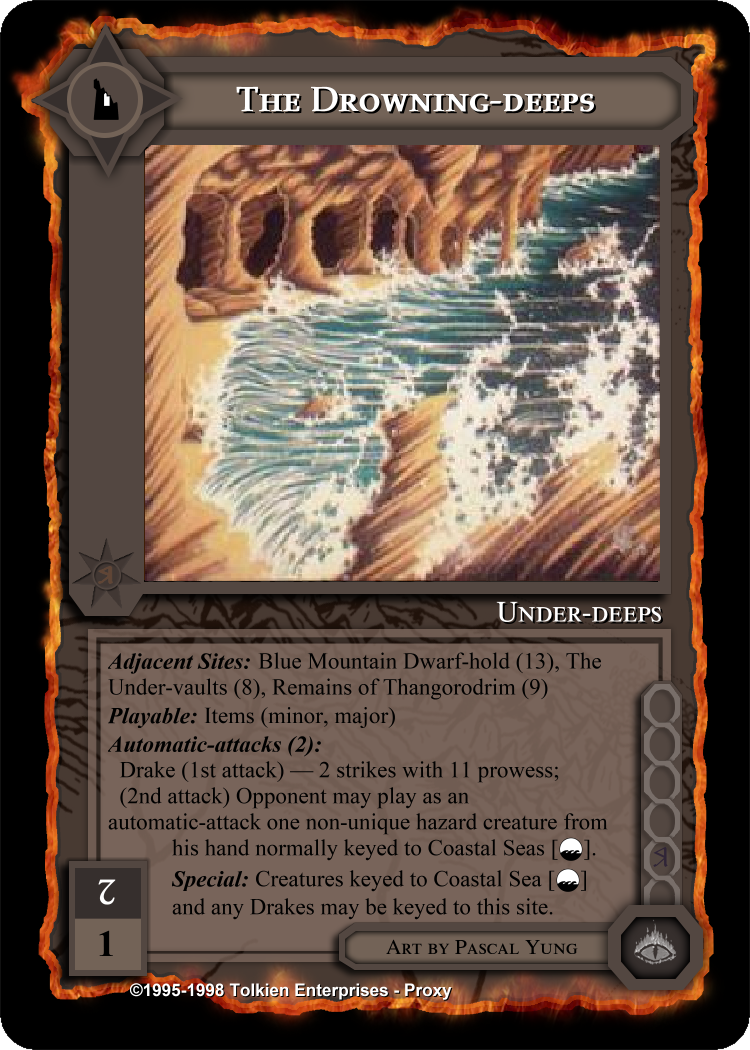 The Drowning-deeps
Under-deeps
Adjacent Sites: Blue Mountain Dwarf-hold (13), The
Under-vaults (8), Remains of Thangorodrim (9)
Playable: Items (minor, major)
Automatic-attacks (2):
Drake (1st attack) — 2 strikes with 11 prowess;
(2nd attack) Opponent may play as an
automatic-attack one non-unique hazard creature from
his hand normally keyed to Coastal Seas [].
Special: Creatures keyed to Coastal Sea []
and any Drakes may be keyed to this site.
1
Art by Pascal Yung
©1995-1998 Tolkien Enterprises - Proxy